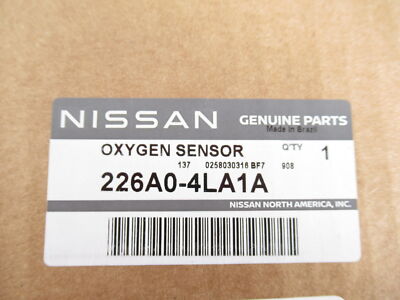 NISSAN GENUINE PARTS
Made in Brazil
OXYGEN SENSOR Q'TY 1
137 0258030318 BF7 908
226A0-4LA1A
NISSAN NORTH AMERICA, INC.